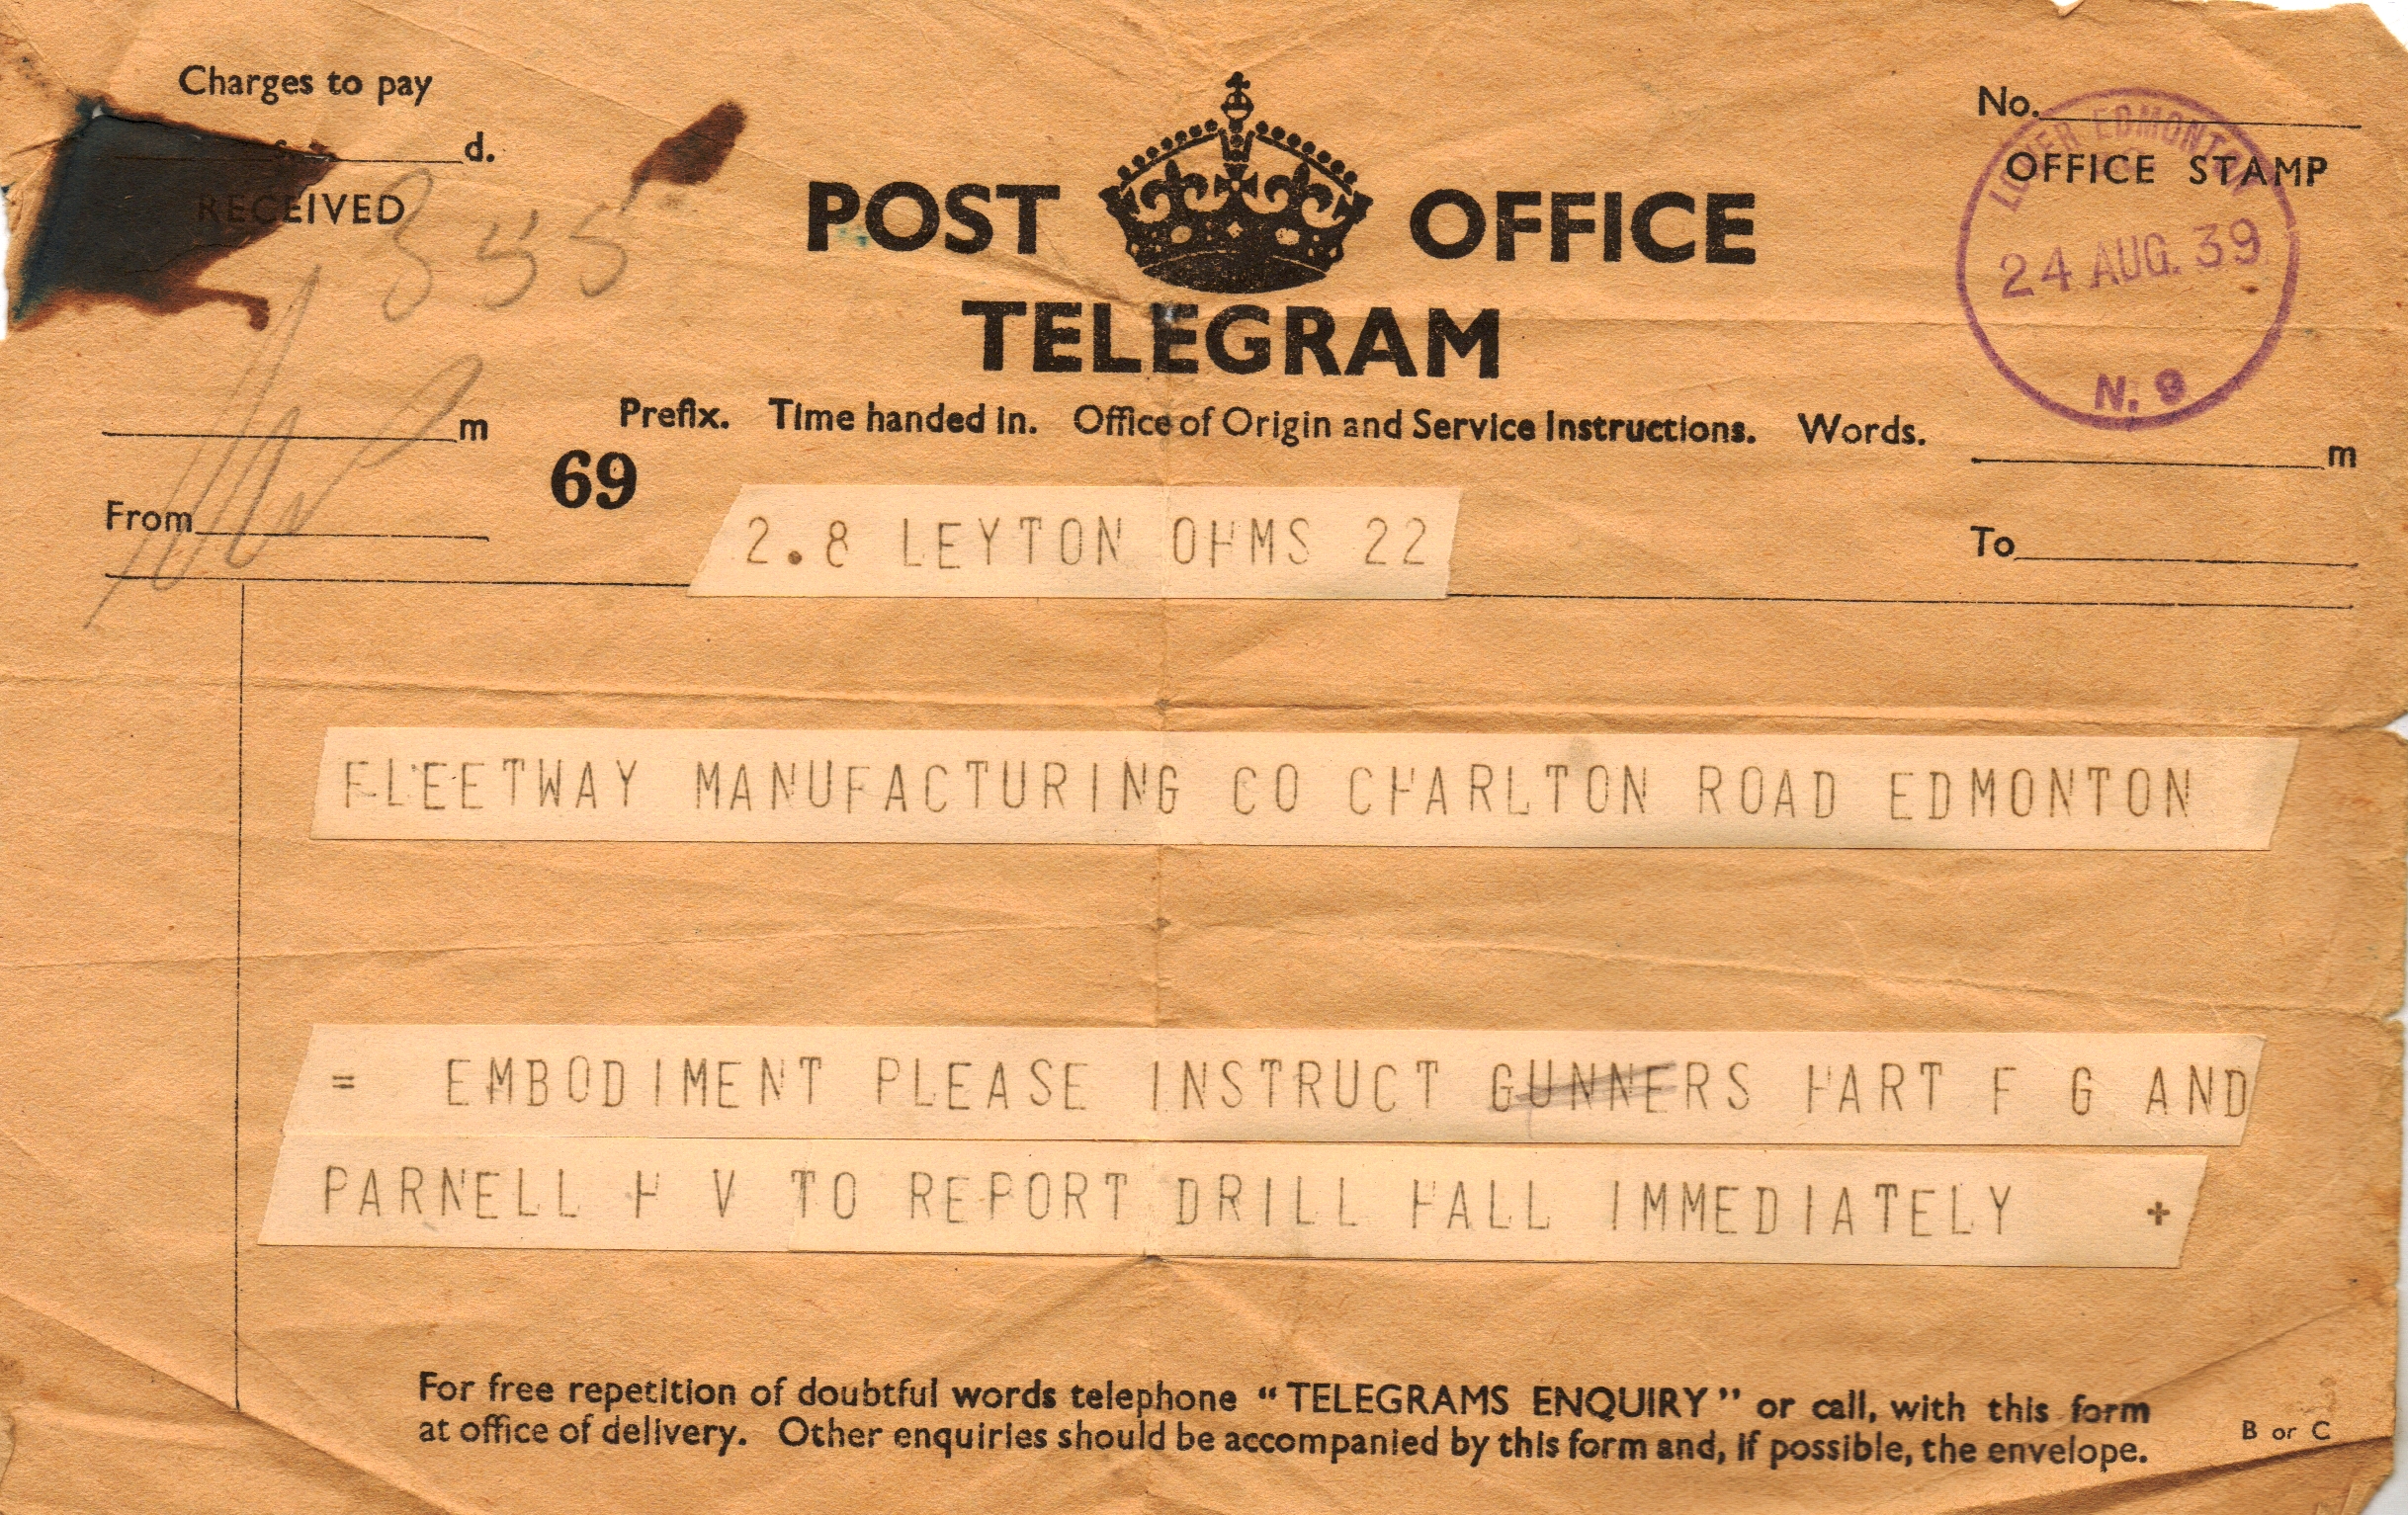 Charges to pay
s. d.
RECEIVED
355
POST OFFICE
TELEGRAM
No.
OFFICE STAMP
LOWER EDMONTON
24 AUG. 39
N. 9
m
Prefix. Time handed in. Office of Origin and Service Instructions. Words.
m
69
From
To
2.8 LEYTON OHMS 22
FLEETWAY MANUFACTURING CO CHARLTON ROAD EDMONTON
= EMBODIMENT PLEASE INSTRUCT GUNNERS HART F G AND
PARNELL H V TO REPORT DRILL HALL IMMEDIATELY +
For free repetition of doubtful words telephone “TELEGRAMS ENQUIRY” or call, with this form
at office of delivery. Other enquiries should be accompanied by this form and, if possible, the envelope.
B or C